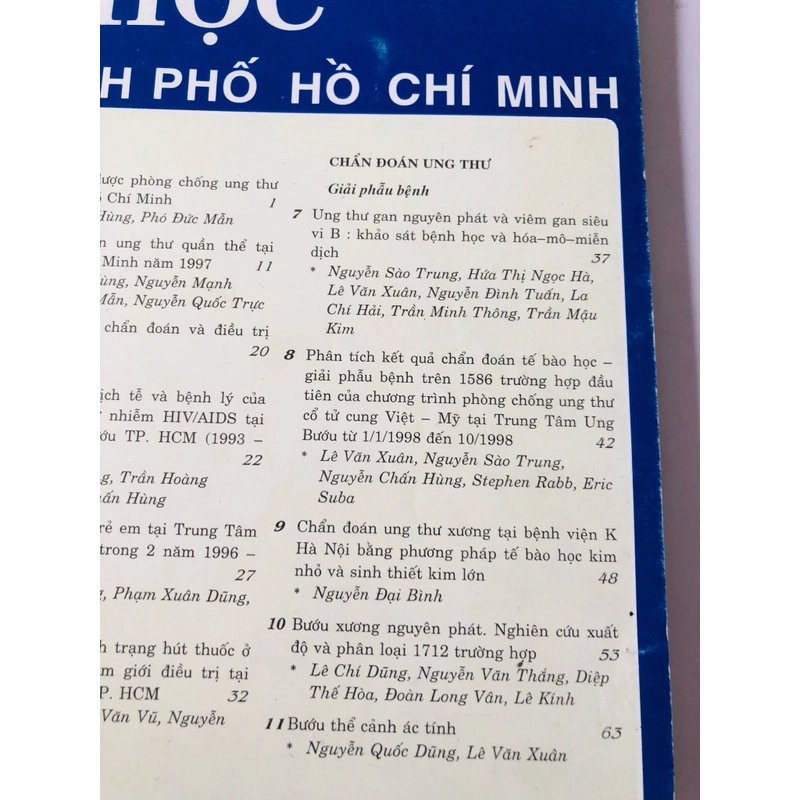 HỌC
H PHỐ HỒ CHÍ MINH
phòng chống ung thư
Chí Minh 1
Hùng, Phó Đức Mẫn
ung thư quần thể tại
Minh năm 1997 11
Nguyễn Mạnh
Mẫn, Nguyễn Quốc Trực
chẩn đoán và điều trị
20
tễ và bệnh lý của
nhiễm HIV/AIDS tại
TP. HCM (1993 –
22
Trần Hoàng
Hùng
em tại Trung Tâm
trong 2 năm 1996 –
27
Phạm Xuân Dũng,
trạng hút thuốc ở
giới điều trị tại
P. HCM 32
Văn Vũ, Nguyễn
CHẨN ĐOÁN UNG THƯ
Giải phẫu bệnh
7 Ung thư gan nguyên phát và viêm gan siêu
vi B : khảo sát bệnh học và hóa–mô–miễn
dịch 37
* Nguyễn Sào Trung, Hứa Thị Ngọc Hà,
Lê Văn Xuân, Nguyễn Đình Tuấn, La
Chí Hải, Trần Minh Thông, Trần Mậu
Kim
8 Phân tích kết quả chẩn đoán tế bào học –
giải phẫu bệnh trên 1586 trường hợp đầu
tiên của chương trình phòng chống ung thư
cổ tử cung Việt – Mỹ tại Trung Tâm Ung
Bướu từ 1/1/1998 đến 10/1998 42
* Lê Văn Xuân, Nguyễn Sào Trung,
Nguyễn Chấn Hùng, Stephen Rabb, Eric
Suba
9 Chẩn đoán ung thư xương tại bệnh viện K
Hà Nội bằng phương pháp tế bào học kim
nhỏ và sinh thiết kim lớn 48
* Nguyễn Đại Bình
10 Bướu xương nguyên phát. Nghiên cứu xuất
độ và phân loại 1712 trường hợp 53
* Lê Chí Dũng, Nguyễn Văn Thắng, Diệp
Thế Hòa, Đoàn Long Vân, Lê Kính
11 Bướu thể cảnh ác tính 63
* Nguyễn Quốc Dũng, Lê Văn Xuân